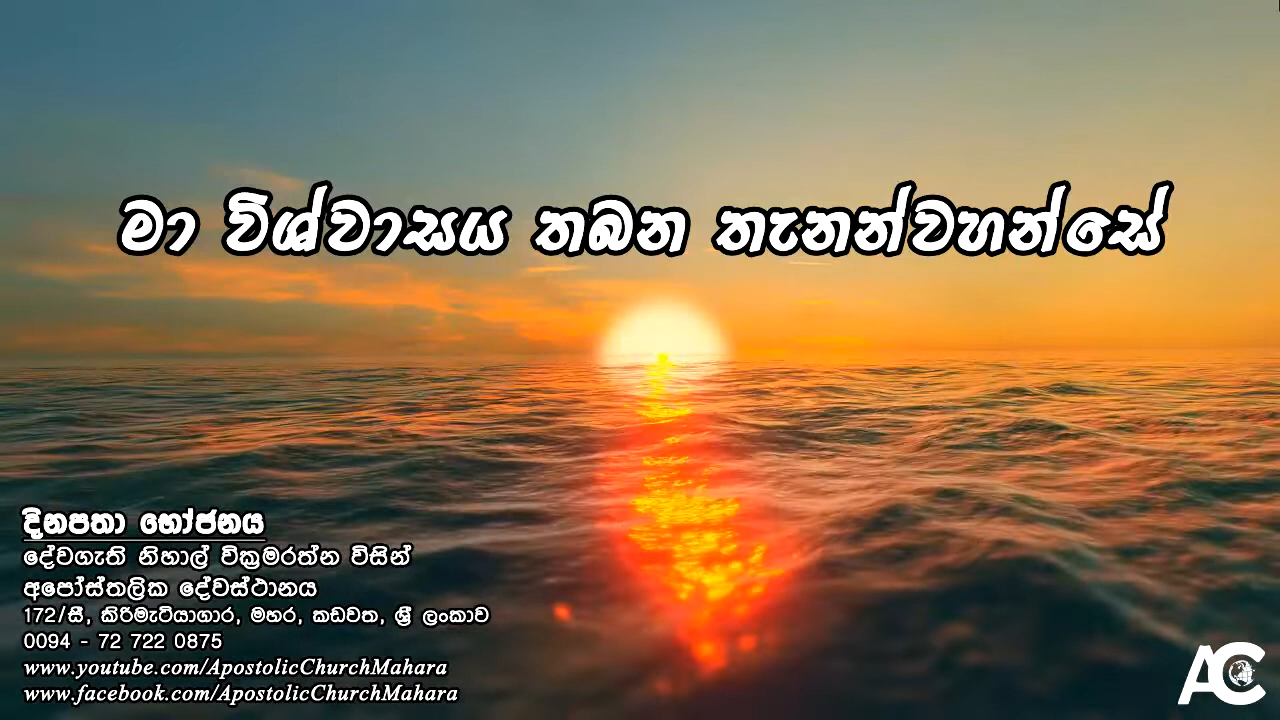 මා විශ්වාසය තබන තැනන්වහන්සේ
දිනපතා භෝජනය
දේවගැති නිහාල් වික්‍රමරත්න විසින්
අපෝස්තලික දේවස්ථානය
172/සී, කිරිමැටියාගාර, මහර, කඩවත, ශ්‍රී ලංකාව
0094 - 72 722 0875
www.youtube.com/ApostolicChurchMahara
www.facebook.com/ApostolicChurchMahara
AC